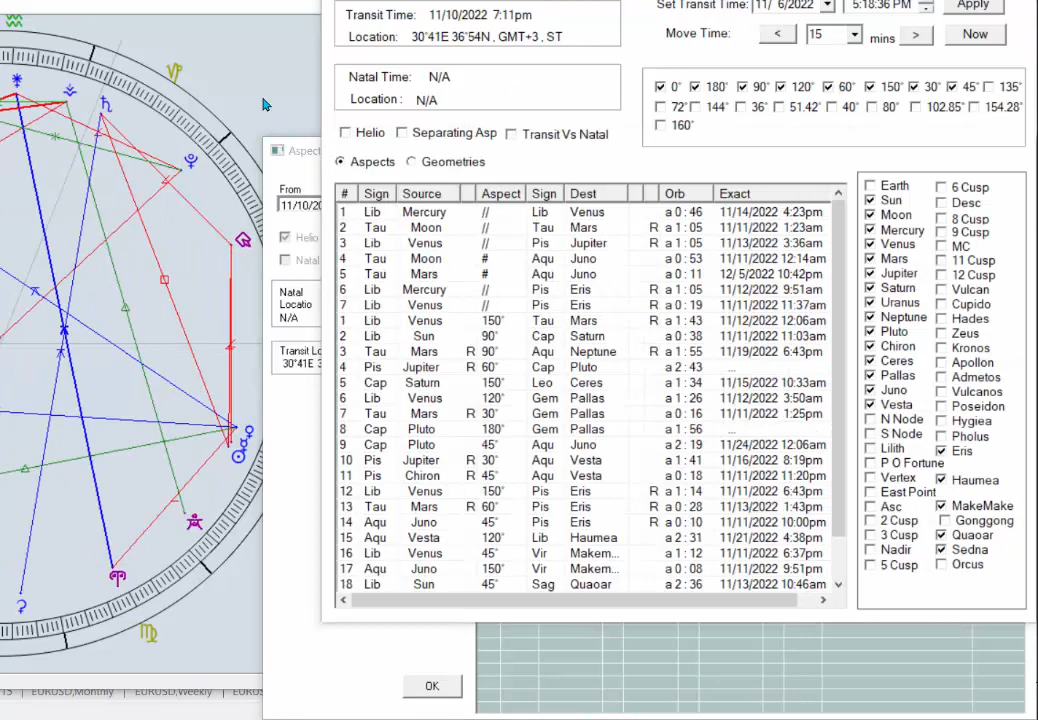 Set Transit Time: 11/ 6/2022 5:18:36 PM Apply
Transit Time: 11/10/2022 7:11pm
Location: 30°41E 36°54N , GMT+3 , ST
Move Time: < 15 mins > Now
Natal Time: N/A
Location : N/A
0° 180° 90° 120° 60° 150° 30° 45° 135°
72° 144° 36° 51.42° 40° 80° 102.85° 154.28°
160°
Helio Separating Asp Transit Vs Natal
Aspects Geometries
# Sign Source Aspect Sign Dest Orb Exact
1 Lib Mercury // Lib Venus a 0 : 46 11/14/2022 4:23pm
2 Tau Moon // Tau Mars R a 1 : 05 11/11/2022 1:23am
3 Lib Venus // Pis Jupiter R a 1 : 05 11/13/2022 3:36am
4 Tau Moon # Aqu Juno a 0 : 53 11/11/2022 12:14am
5 Tau Mars # Aqu Juno a 0 : 11 12/ 5/2022 10:42pm
6 Lib Mercury // Pis Eris R a 1 : 05 11/12/2022 9:51am
7 Lib Venus // Pis Eris R a 0 : 19 11/11/2022 11:37am
1 Lib Venus 150° Tau Mars R a 1 : 43 11/12/2022 12:06am
2 Lib Sun 90° Cap Saturn a 0 : 38 11/11/2022 11:03am
3 Tau Mars R 90° Aqu Neptune R a 1 : 55 11/19/2022 6:43pm
4 Pis Jupiter R 60° Cap Pluto a 2 : 43 ...
5 Cap Saturn 150° Leo Ceres a 1 : 34 11/15/2022 10:33am
6 Lib Venus 120° Gem Pallas a 1 : 26 11/12/2022 3:50am
7 Tau Mars R 30° Gem Pallas a 0 : 16 11/11/2022 1:25pm
8 Cap Pluto 180° Gem Pallas a 1 : 56 ...
9 Cap Pluto 45° Aqu Juno a 2 : 19 11/24/2022 12:06am
10 Pis Jupiter R 30° Aqu Vesta a 1 : 41 11/16/2022 8:19pm
11 Pis Chiron R 45° Aqu Vesta a 0 : 18 11/11/2022 11:20pm
12 Lib Venus 150° Pis Eris R a 1 : 14 11/11/2022 6:43pm
13 Tau Mars R 60° Pis Eris R a 0 : 28 11/13/2022 1:43pm
14 Aqu Juno 45° Pis Eris R a 0 : 10 11/11/2022 10:00pm
15 Aqu Vesta 120° Lib Haumea a 2 : 31 11/21/2022 4:38pm
16 Lib Venus 45° Vir Makem... a 1 : 12 11/11/2022 6:37pm
17 Aqu Juno 150° Vir Makem... a 0 : 08 11/11/2022 9:51pm
18 Lib Sun 45° Sag Quaoar a 2 : 36 11/13/2022 10:46am
Earth
Sun
Moon
Mercury
Venus
Mars
Jupiter
Saturn
Uranus
Neptune
Pluto
Chiron
Ceres
Pallas
Juno
Vesta
N Node
S Node
Lilith
P O Fortune
Vertex
East Point
Asc
2 Cusp
3 Cusp
Nadir
5 Cusp
6 Cusp
Desc
8 Cusp
9 Cusp
MC
11 Cusp
12 Cusp
Vulcan
Cupido
Hades
Zeus
Kronos
Apollon
Admetos
Vulcanos
Poseidon
Hygiea
Pholus
Eris
Haumea
MakeMake
Gonggong
Quaoar
Sedna
Orcus
Aspect
From
11/10/20
Helio
Natal
Natal
Locatio
N/A
Transit Lo
30°41E 3
OK
EURUSD,Monthly EURUSD,Weekly EURUS